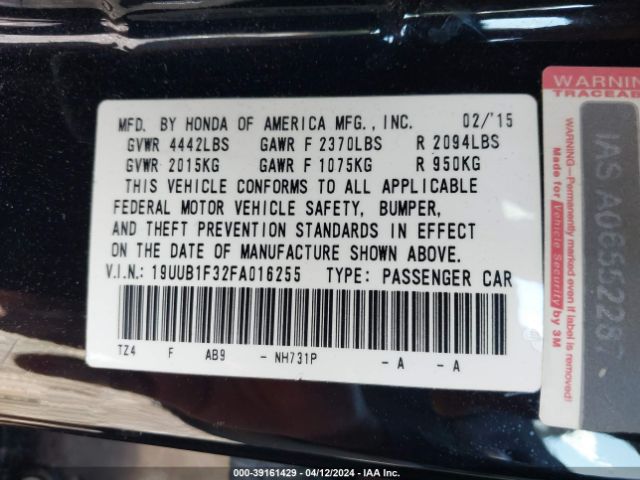 MFD. BY HONDA OF AMERICA MFG., INC. 02/'15
GVWR 4442LBS GAWR F 2370LBS R 2094LBS
GVWR 2015KG GAWR F 1075KG R 950KG
THIS VEHICLE CONFORMS TO ALL APPLICABLE
FEDERAL MOTOR VEHICLE SAFETY, BUMPER,
AND THEFT PREVENTION STANDARDS IN EFFECT
ON THE DATE OF MANUFACTURE SHOWN ABOVE.
V.I.N.: 19UUB1F32FA016255 TYPE: PASSENGER CAR
TZ4 F AB9 - NH731P - A - A
WARNIN
TRACEAB
WARNING-Permanently marked even
if label is removed.
Made for Vehicle Security by 3M
IAS A0655228
000-39161429 - 04/12/2024 - IAA Inc.